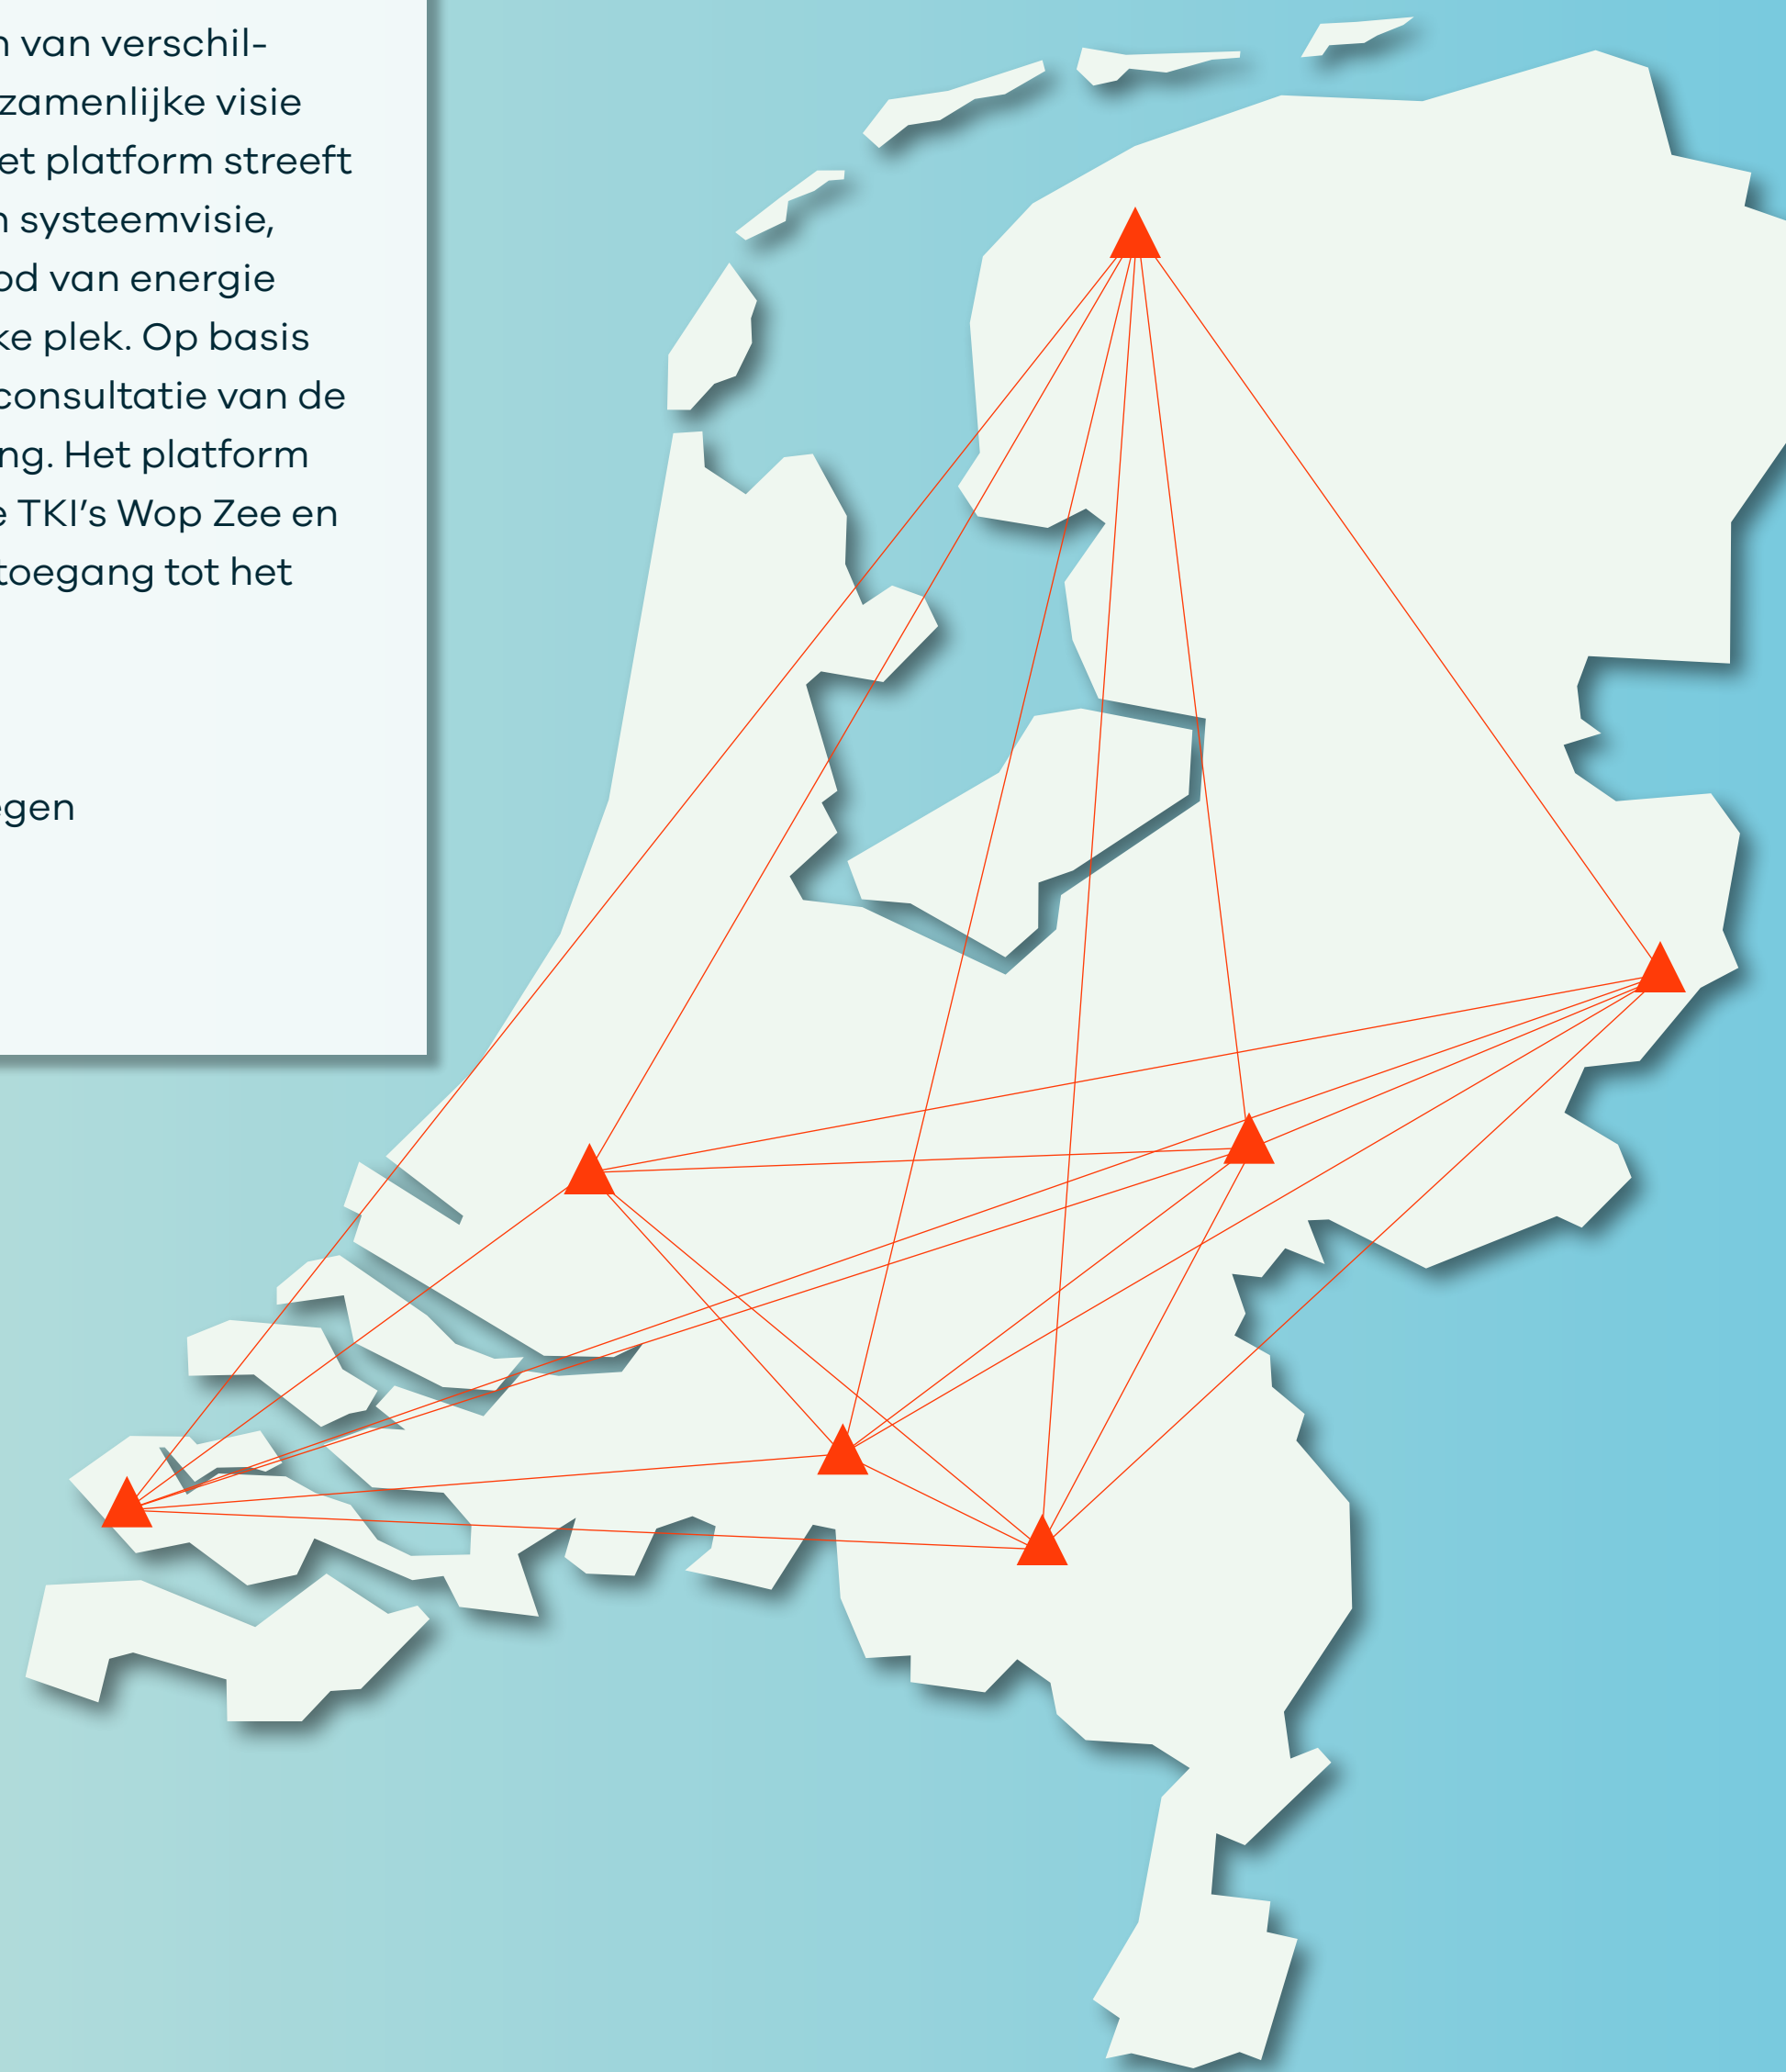 n van verschil-
zamenlijke visie
et platform streeft
n systeemvisie,
od van energie
ke plek. Op basis
consultatie van de
ng. Het platform
e TKI’s Wop Zee en
toegang tot het
egen